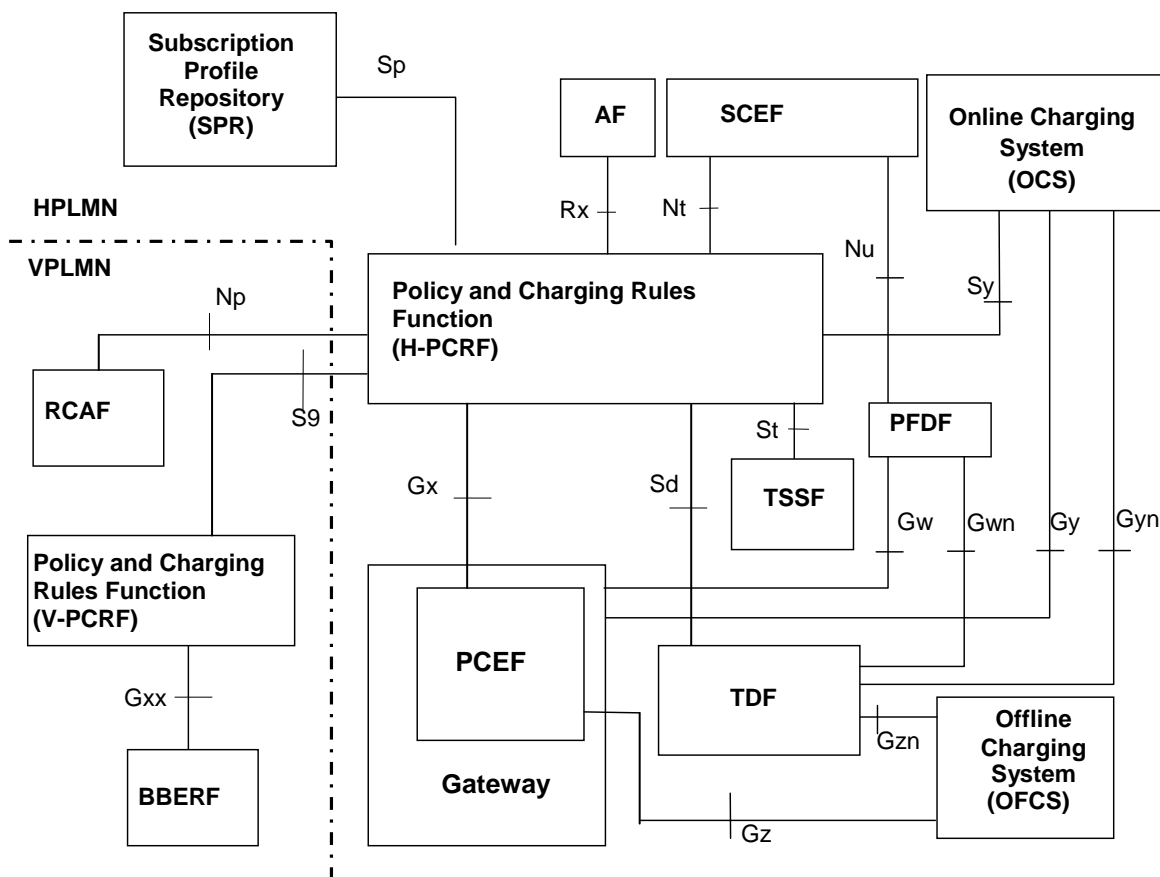 Subscription
Profile
Repository
(SPR)
Sp
AF
SCEF
Online Charging
System
(OCS)
HPLMN
Rx
Nt
Nu
Sy
VPLMN
Np
Policy and Charging Rules
Function
(H-PCRF)
RCAF
S9
St
PFDF
Gx
Sd
TSSF
Gw
Gwn
Gy
Gyn
Policy and Charging
Rules Function
(V-PCRF)
PCEF
TDF
Gxx
Gzn
Offline
Charging
System
(OFCS)
BBERF
Gateway
Gz